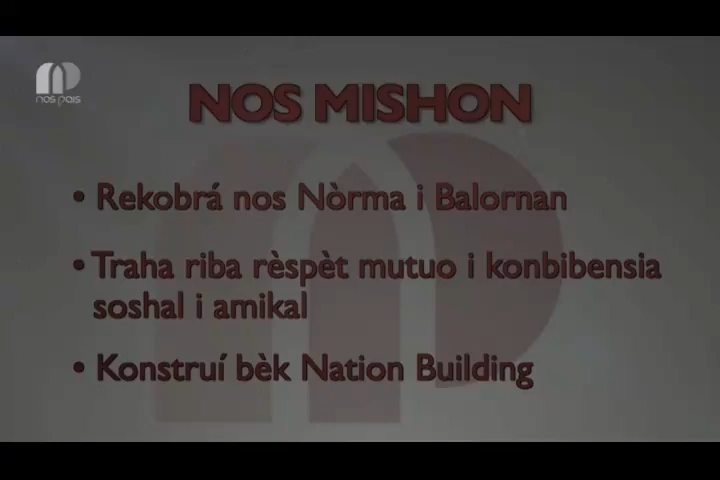 nos pais
NOS MISHON
• Rekobrá nos Nòrma i Balornan
• Traha riba rèspèt mutuo i konbibensia
soshal i amikal
• Konstruí bèk Nation Building